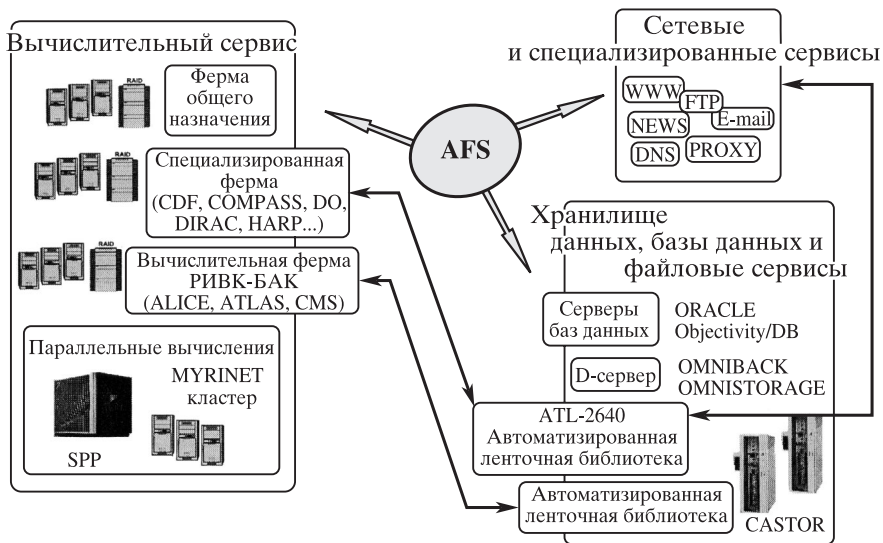 Вычислительный сервис
RAID
Ферма
общего
назначения
RAID
Специализированная
ферма
(CDF, COMPASS, DO,
DIRAC, HARP...)
RAID
Вычислительная ферма
РИВК-БАК
(ALICE, ATLAS, CMS)
Параллельные вычисления
MYRINET
кластер
SPP
AFS
Сетевые
и специализированные сервисы
WWW
FTP
NEWS
E-mail
DNS
PROXY
Хранилище
данных, базы данных и
файловые сервисы
Серверы
баз данных
ORACLE
Objectivity/DB
D-сервер
OMNIBACK
OMNISTORAGE
ATL-2640
Автоматизированная
ленточная библиотека
Автоматизированная
ленточная библиотека
CASTOR